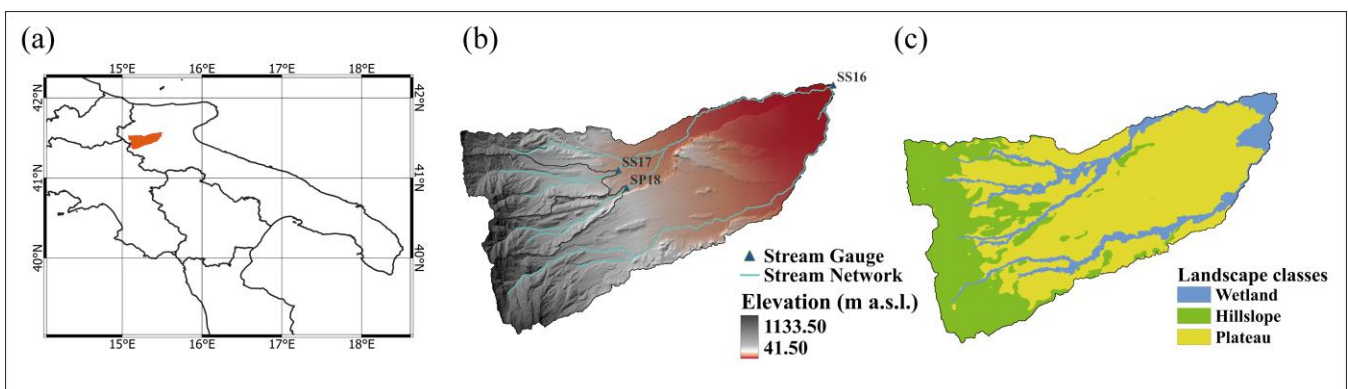 (a)
15°E 16°E 17°E 18°E
42°N 42°N
41°N 41°N
40°N 40°N
15°E 16°E 17°E 18°E
(b)
SS16
SS17
SP18
Stream Gauge
Stream Network
Elevation (m a.s.l.)
1133.50
41.50
(c)
Landscape classes
Wetland
Hillslope
Plateau